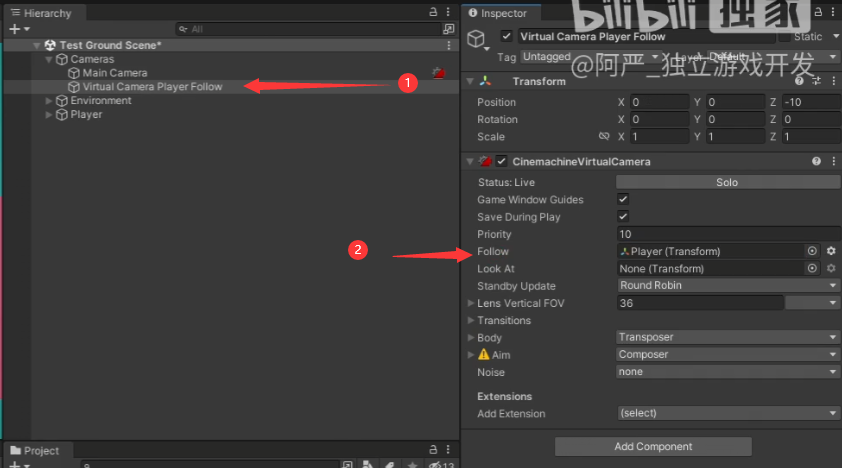 Hierarchy
All
Test Ground Scene*
Cameras
Main Camera
Virtual Camera Player Follow
Environment
Player
1
2
Project
13
Inspector
bilibili 独家
Virtual Camera Player Follow
Static
Tag Untagged Layer Default
@阿严_独立游戏开发
Transform
Position X 0 Y 0 Z -10
Rotation X 0 Y 0 Z 0
Scale X 1 Y 1 Z 1
CinemachineVirtualCamera
Status: Live Solo
Game Window Guides
Save During Play
Priority 10
Follow Player (Transform)
Look At None (Transform)
Standby Update Round Robin
Lens Vertical FOV 36
Transitions
Body Transposer
Aim Composer
Noise none
Extensions
Add Extension (select)
Add Component